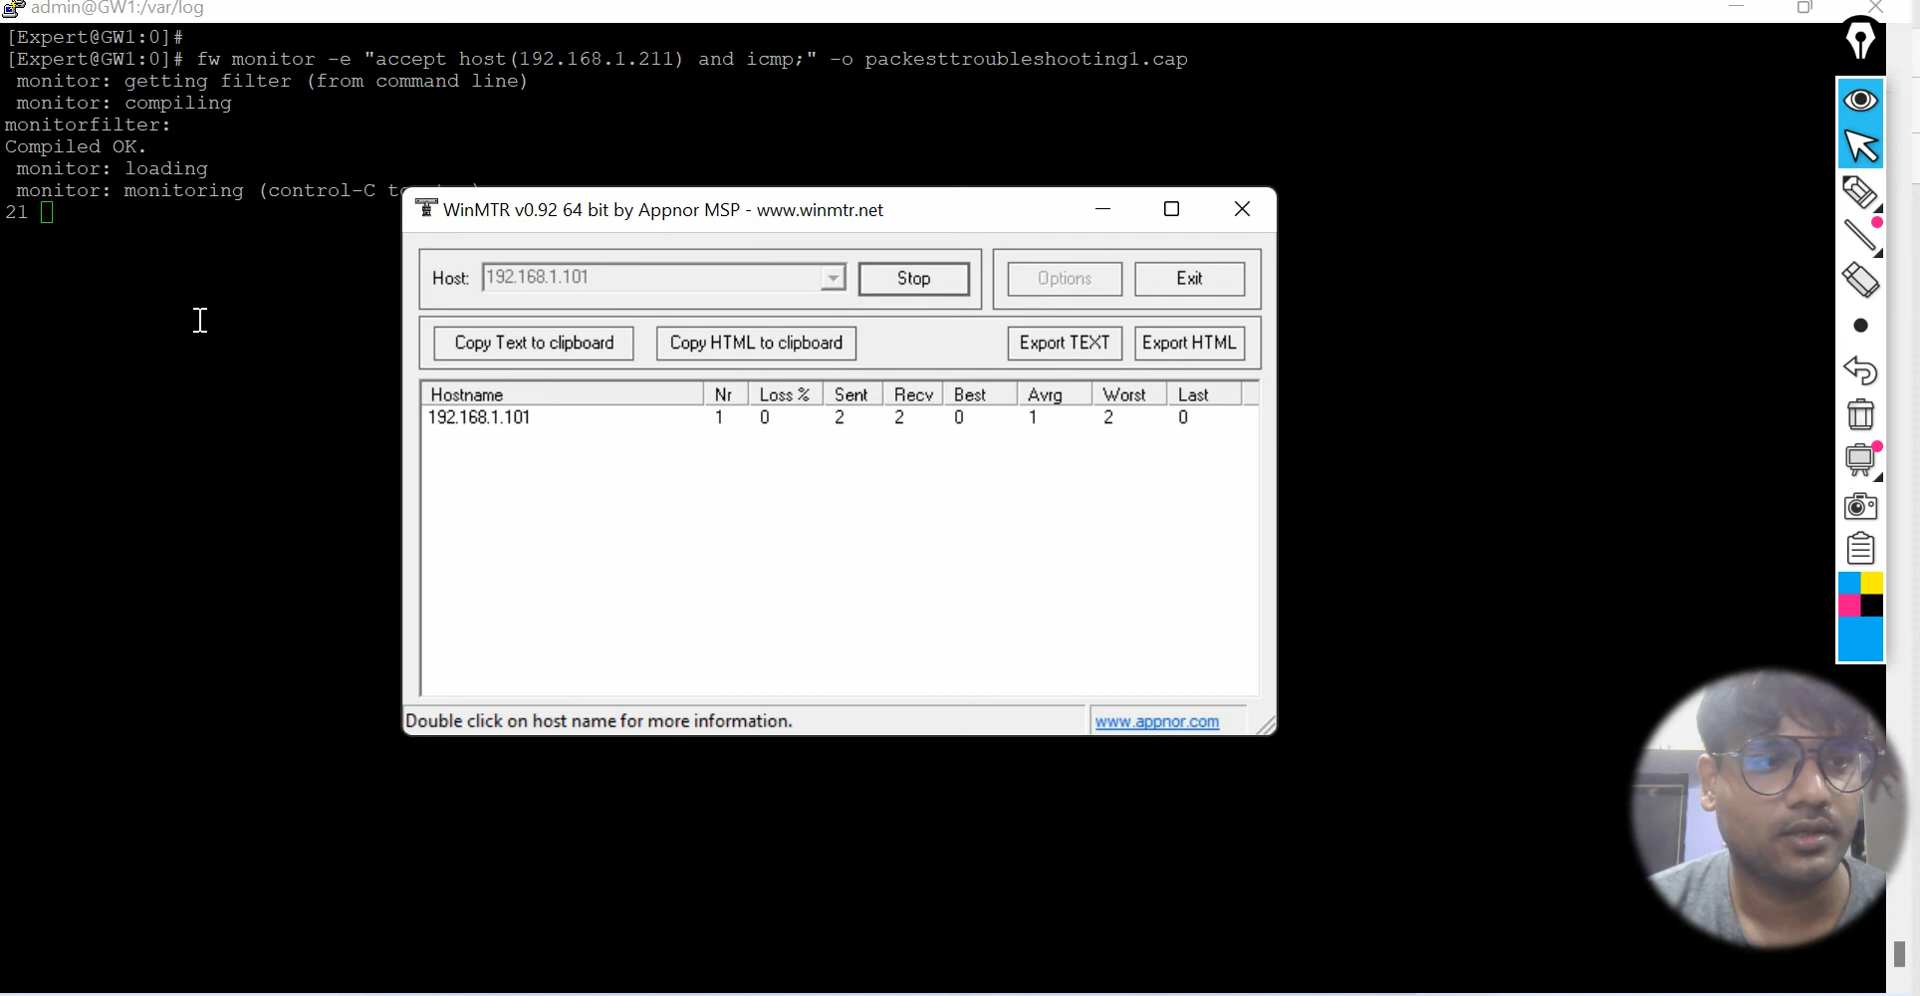 admin@GW1:/var/log
[Expert@GW1:0]#
[Expert@GW1:0]# fw monitor -e "accept host(192.168.1.211) and icmp;" -o packesttroubleshooting1.cap
monitor: getting filter (from command line)
monitor: compiling
monitorfilter:
Compiled OK.
monitor: loading
monitor: monitoring (control-C to
21
WinMTR v0.92 64 bit by Appnor MSP - www.winmtr.net
Host: 192.168.1.101 Stop Options Exit
Copy Text to clipboard Copy HTML to clipboard Export TEXT Export HTML
Hostname Nr Loss % Sent Recv Best Avrg Worst Last
192.168.1.101 1 0 2 2 0 1 2 0
Double click on host name for more information. www.appnor.com